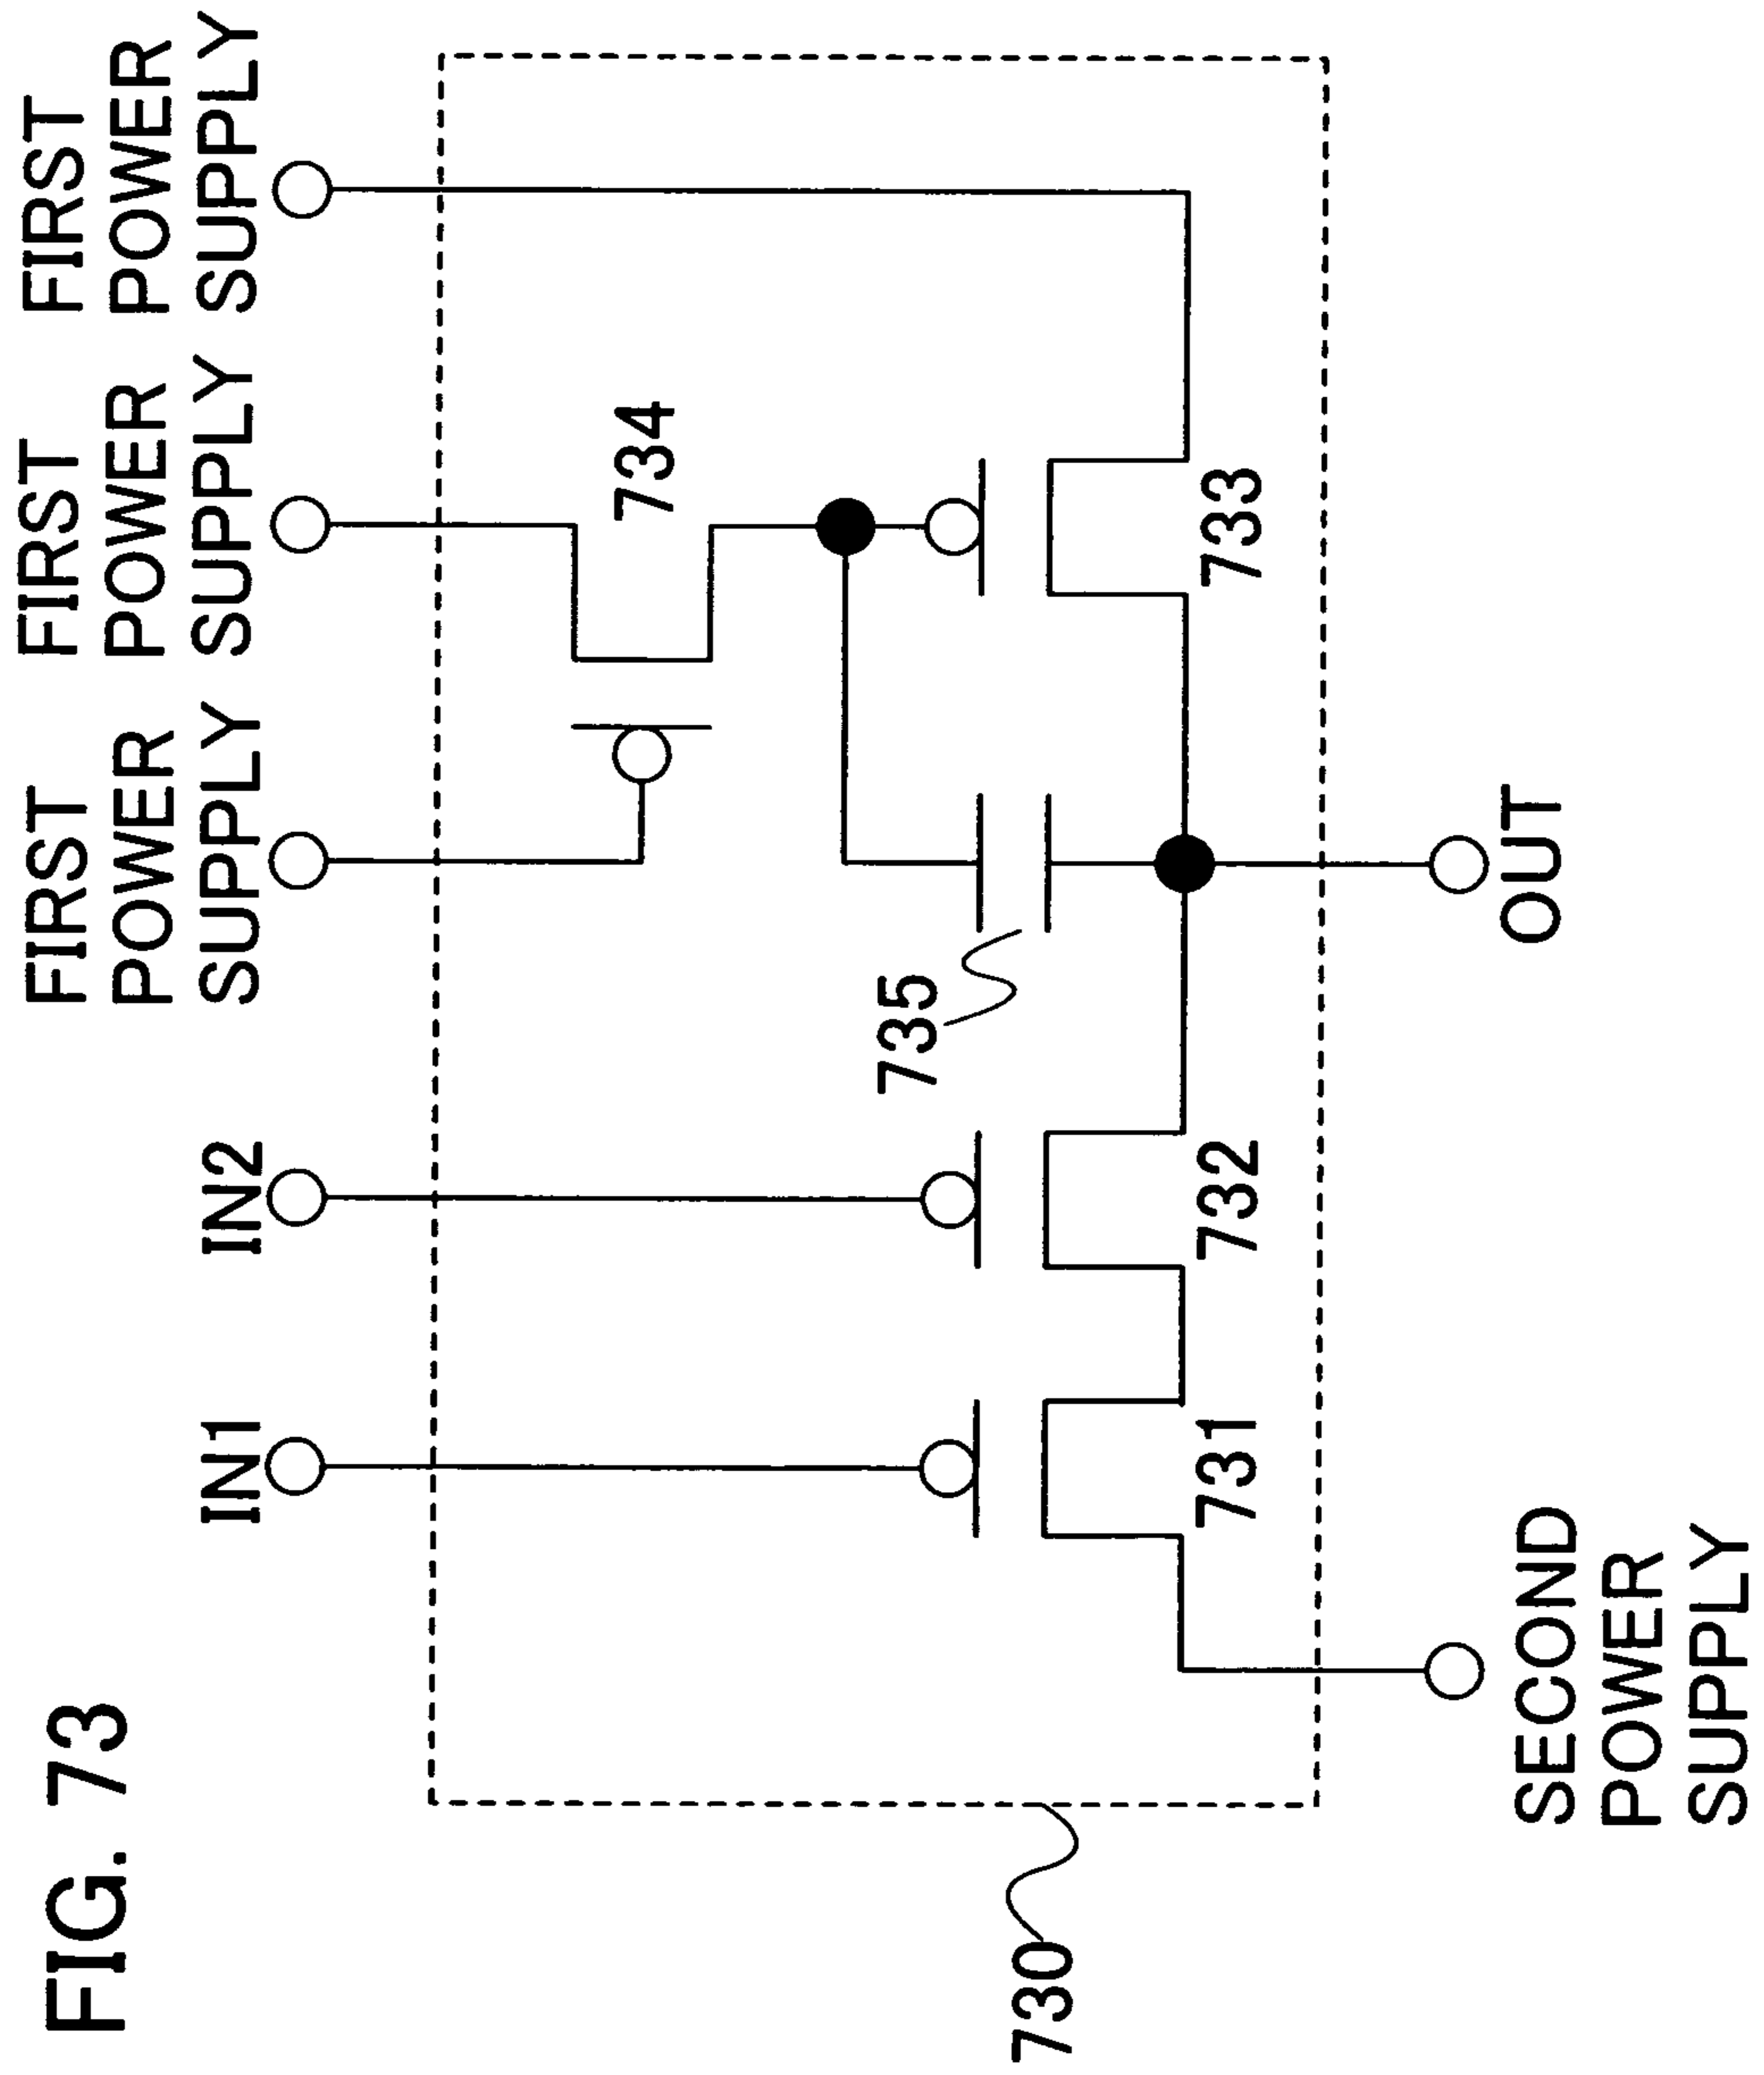 FIG. 73
IN1
IN2
FIRST
POWER
SUPPLY
FIRST
POWER
SUPPLY
FIRST
POWER
SUPPLY
734
735
730
731
732
733
SECOND
POWER
SUPPLY
OUT